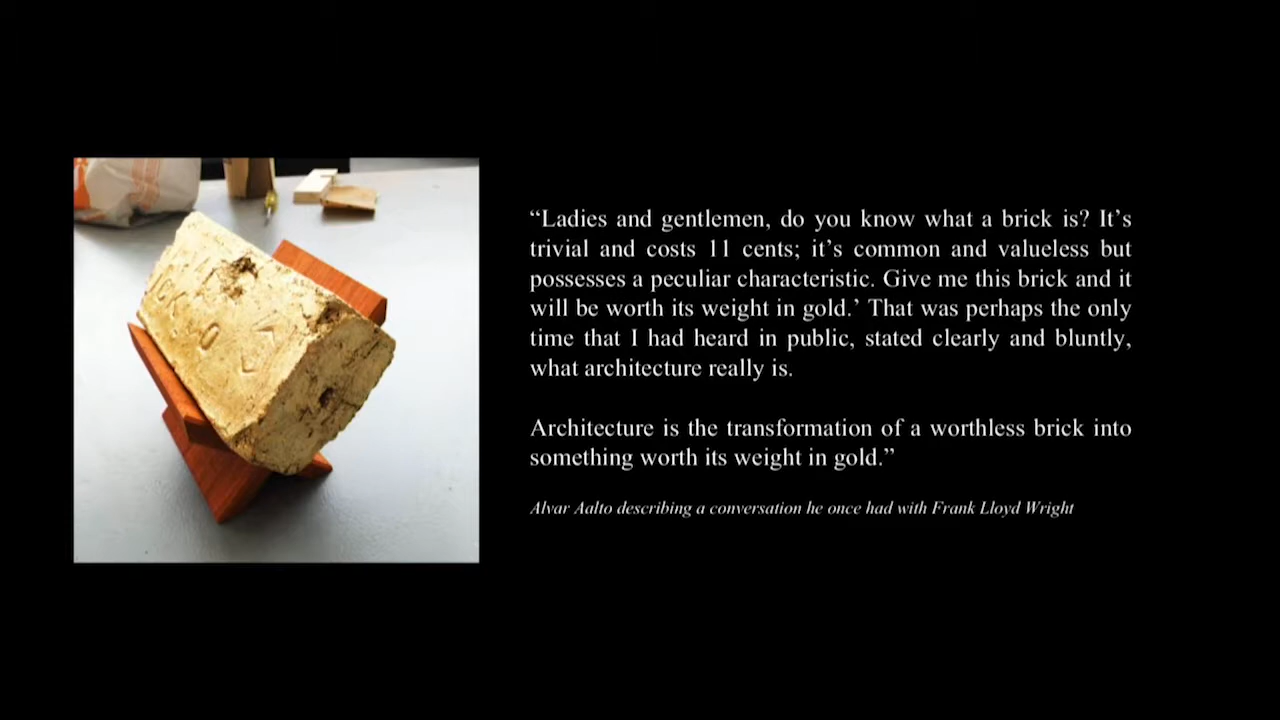 “Ladies and gentlemen, do you know what a brick is? It’s
trivial and costs 11 cents; it’s common and valueless but
possesses a peculiar characteristic. Give me this brick and it
will be worth its weight in gold.’ That was perhaps the only
time that I had heard in public, stated clearly and bluntly,
what architecture really is.
Architecture is the transformation of a worthless brick into
something worth its weight in gold.”
Alvar Aalto describing a conversation he once had with Frank Lloyd Wright